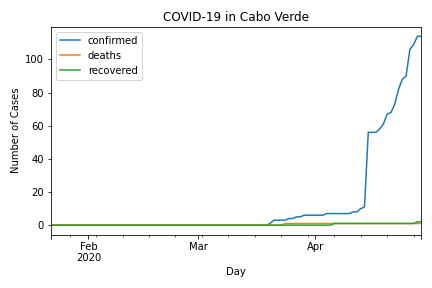 COVID-19 in Cabo Verde
confirmed
deaths
recovered
Number of Cases
100
80
60
40
20
0
Feb
2020
Mar
Apr
Day